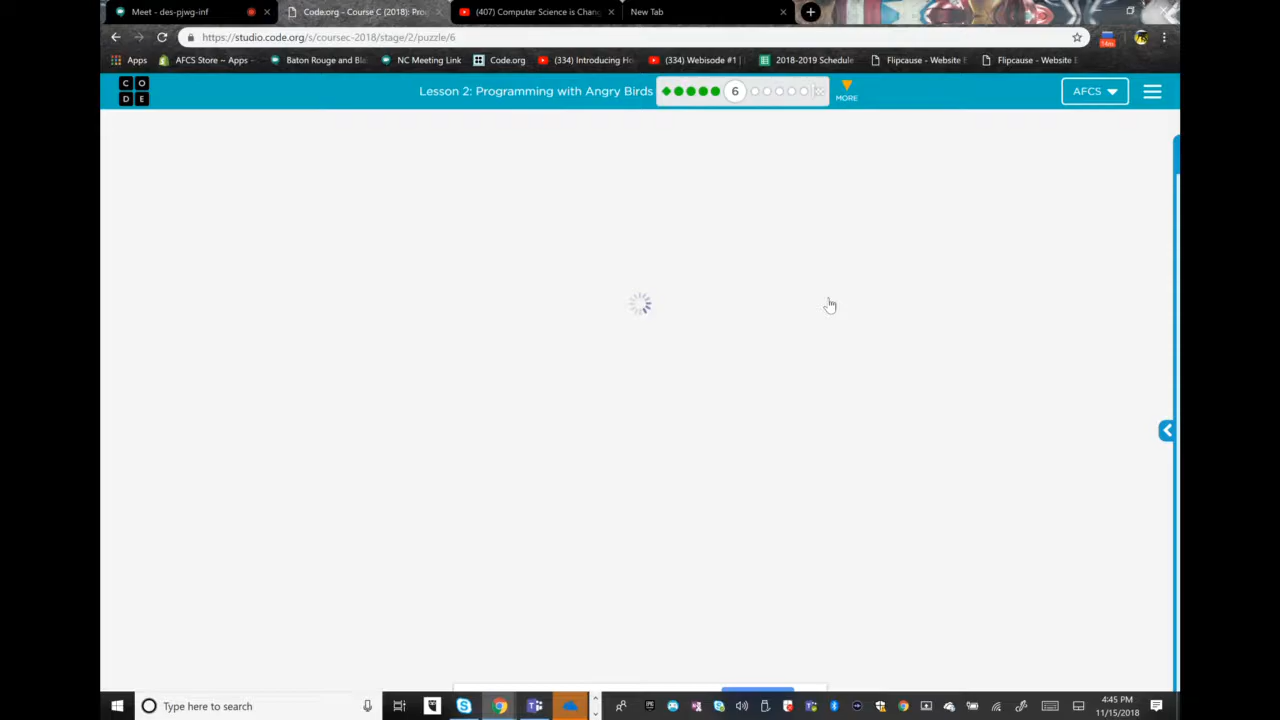 Meet - des-pjwg-inf
Code.org - Course C (2018): Pro
(407) Computer Science is Chan
New Tab
https://studio.code.org/s/coursec-2018/stage/2/puzzle/6
Apps
AFCS Store ~ Apps -
Baton Rouge and Bla
NC Meeting Link
Code.org
(334) Introducing Ho
(334) Webisode #1 |
2018-2019 Schedule
Flipcause - Website E
Flipcause - Website E
CODE
Lesson 2: Programming with Angry Birds
6
MORE
AFCS
Type here to search
4:45 PM
11/15/2018